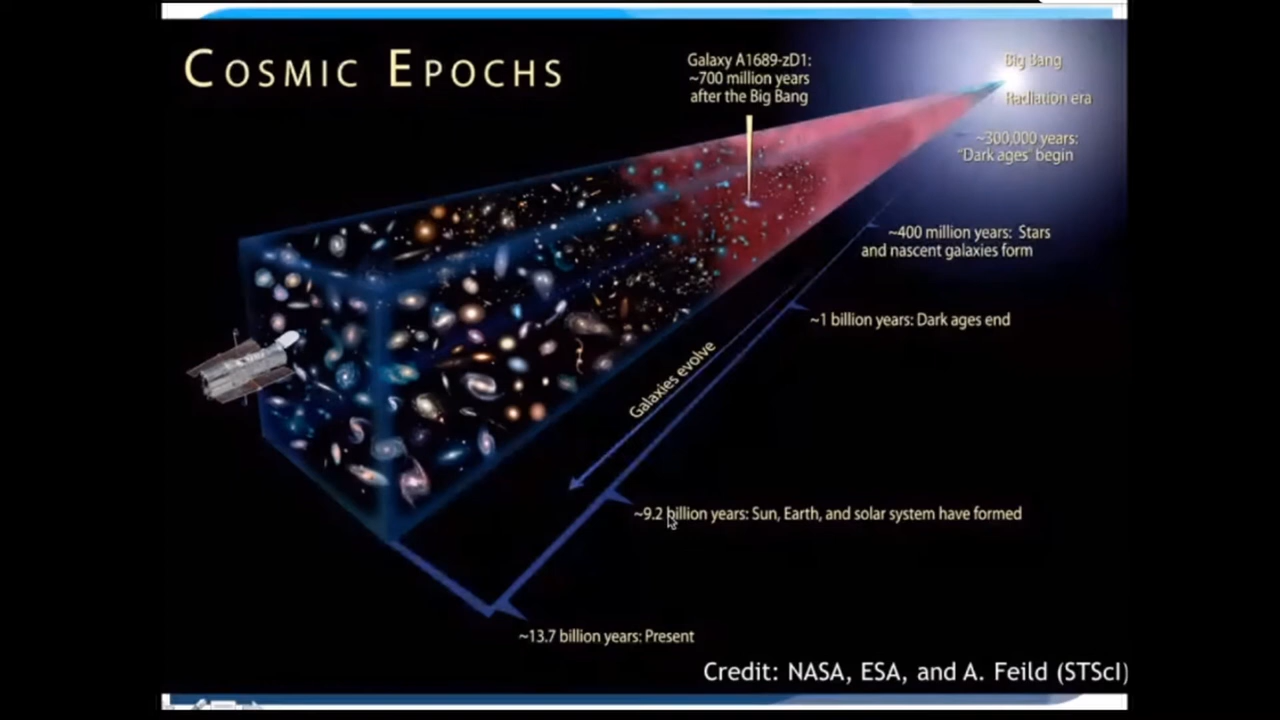 COSMIC EPOCHS
Galaxy A1689-zD1:
~700 million years
after the Big Bang
Big Bang
Radiation era
~300,000 years:
"Dark ages" begin
~400 million years: Stars
and nascent galaxies form
~1 billion years: Dark ages end
Galaxies evolve
~9.2 billion years: Sun, Earth, and solar system have formed
~13.7 billion years: Present
Credit: NASA, ESA, and A. Feild (STScI)